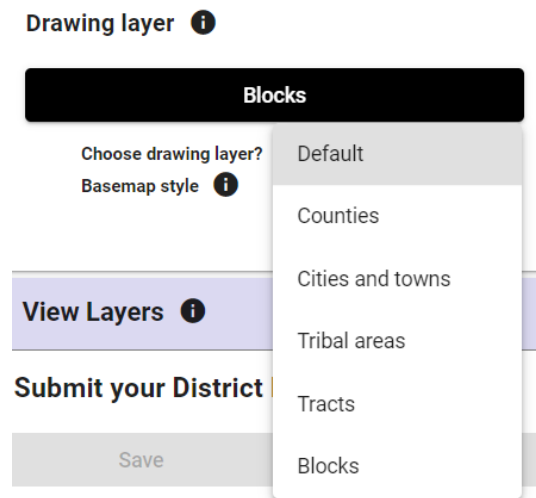 Drawing layer
Blocks
Choose drawing layer?
Basemap style
Default
Counties
Cities and towns
Tribal areas
Tracts
Blocks
View Layers
Submit your District
Save